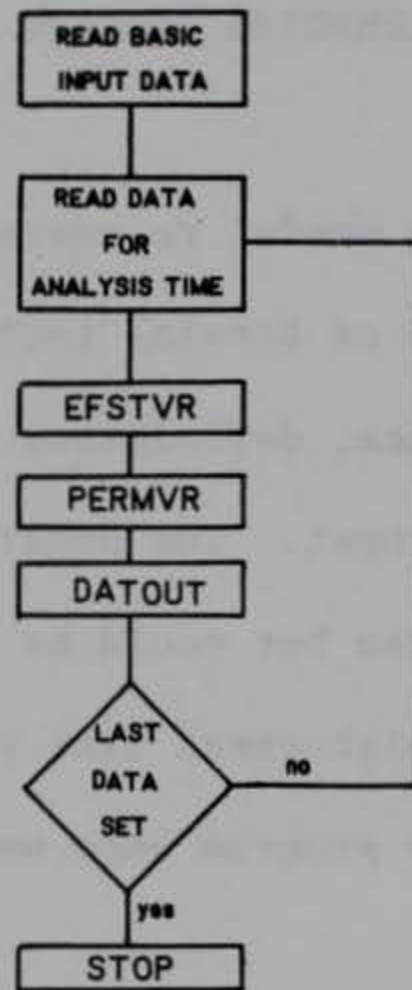 READ BASIC
INPUT DATA
READ DATA
FOR
ANALYSIS TIME
EFSTVR
PERMVR
DATOUT
LAST
DATA
SET
no
yes
STOP